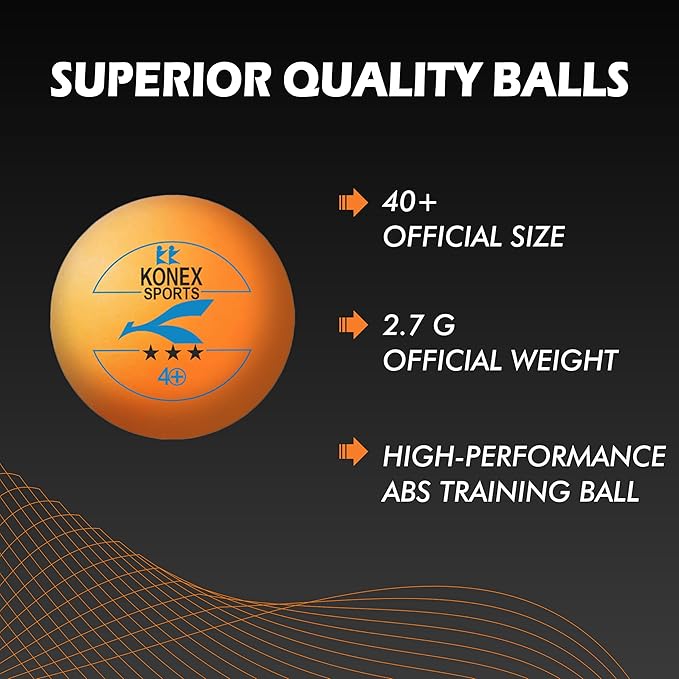 SUPERIOR QUALITY BALLS
KONEX
SPORTS
★★★
40+
40+
OFFICIAL SIZE
2.7 G
OFFICIAL WEIGHT
HIGH-PERFORMANCE
ABS TRAINING BALL